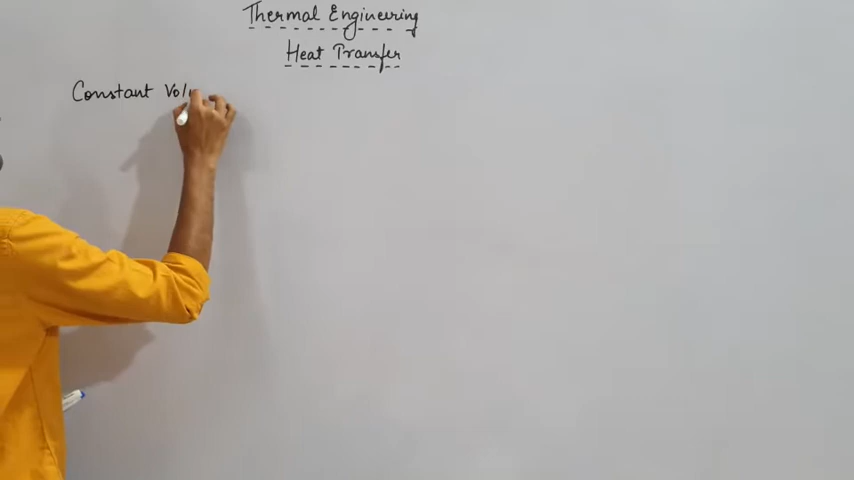 Thermal Engineering
Heat Transfer
Constant Vol